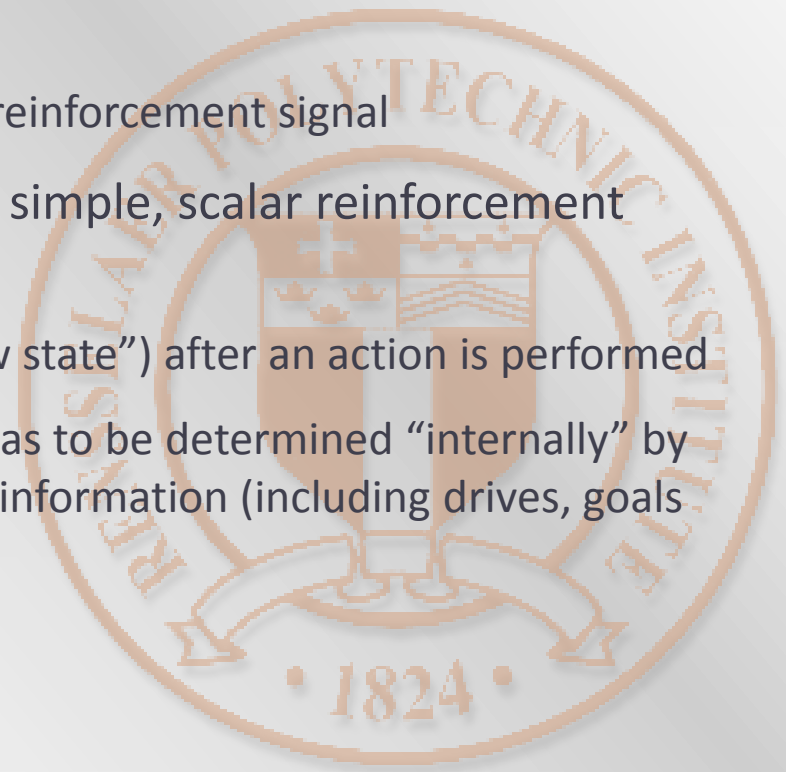 reinforcement signal
simple, scalar reinforcement
state”) after an action is performed
as to be determined “internally” by
information (including drives, goals
RENSSELAER POLYTECHNIC INSTITUTE
• 1824 •